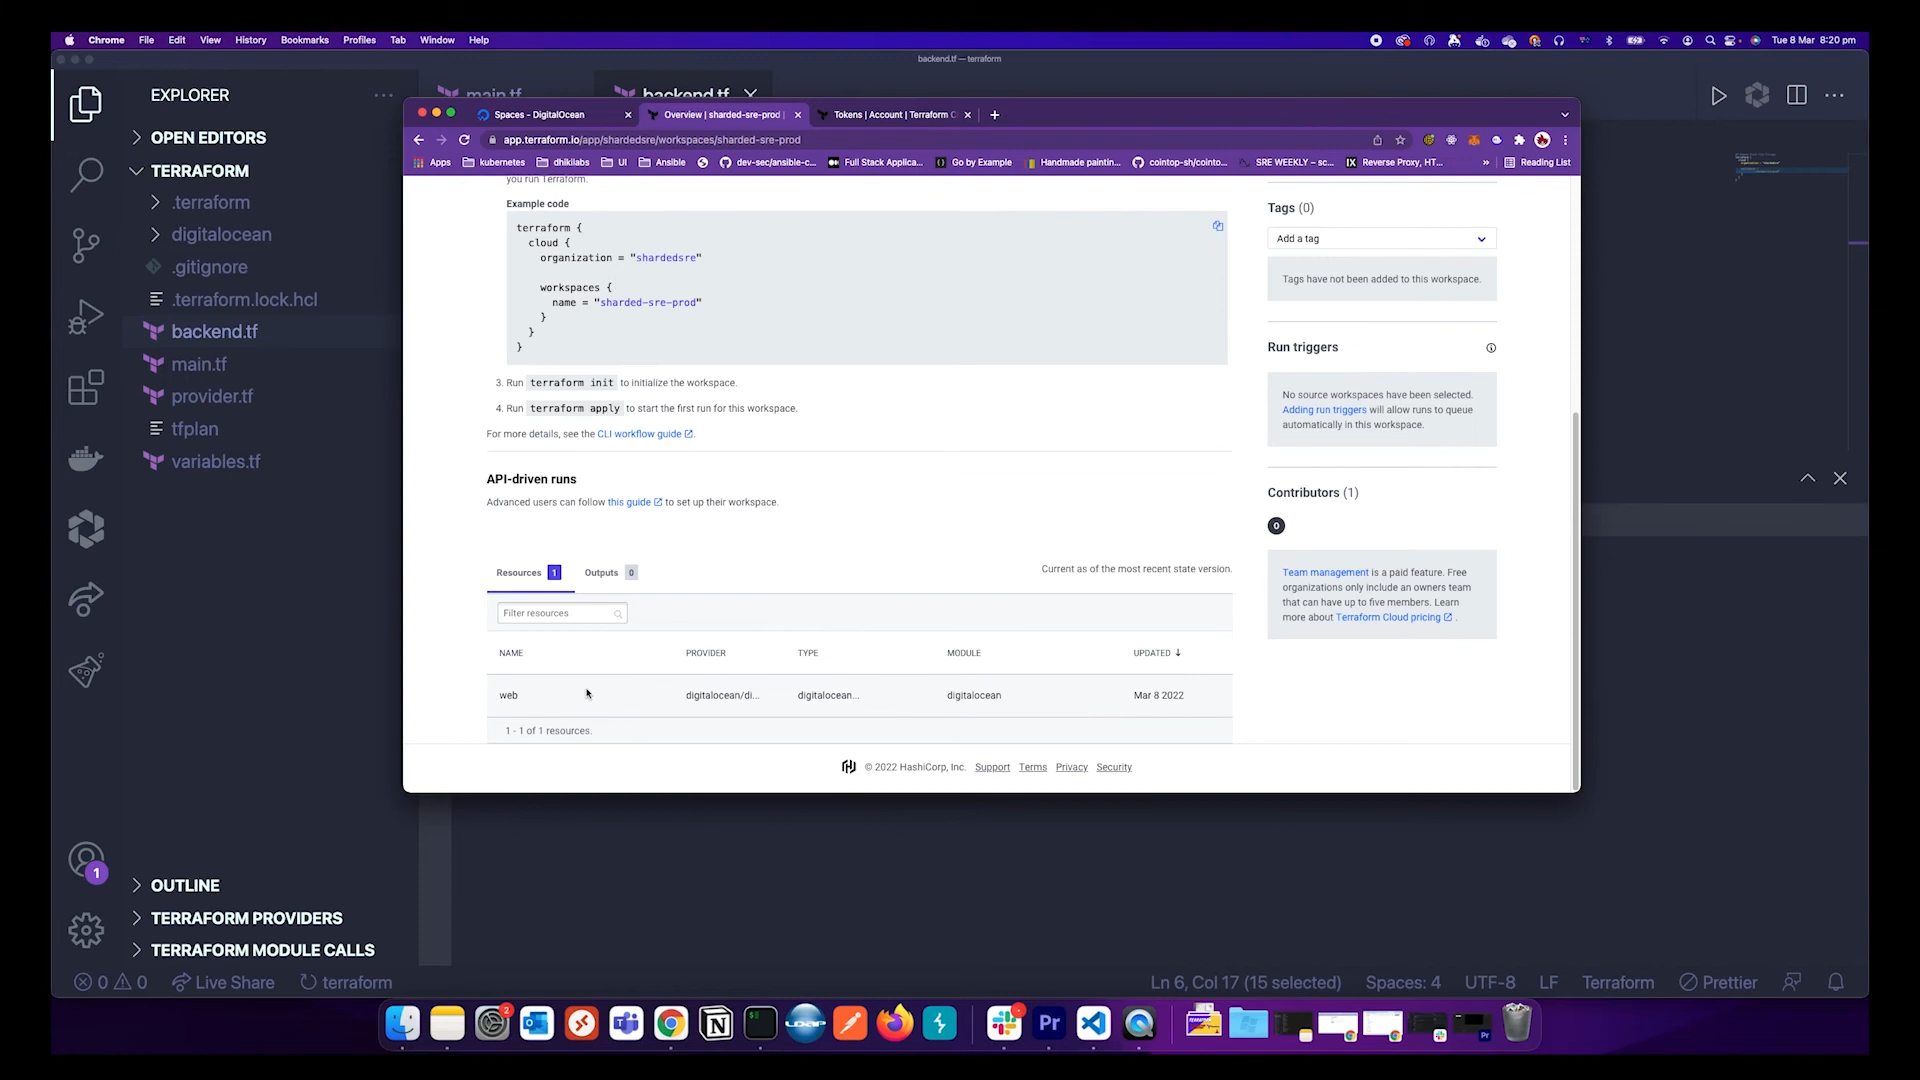 Chrome File Edit View History Bookmarks Profiles Tab Window Help
Tue 8 Mar 8:20 pm
backend.tf — terraform
EXPLORER
OPEN EDITORS
TERRAFORM
.terraform
digitalocean
.gitignore
.terraform.lock.hcl
backend.tf
main.tf
provider.tf
tfplan
variables.tf
OUTLINE
TERRAFORM PROVIDERS
TERRAFORM MODULE CALLS
main.tf
backend.tf
Spaces - DigitalOcean
Overview | sharded-sre-prod |
Tokens | Account | Terraform C
app.terraform.io/app/shardedsre/workspaces/sharded-sre-prod
Apps kubernetes dhikilabs UI Ansible dev-sec/ansible-c... Full Stack Applica... Go by Example Handmade paintin... cointop-sh/cointo... SRE WEEKLY – sc... IX Reverse Proxy, HT... » Reading List
you run Terraform.
Example code
terraform {
cloud {
organization = "shardedsre"
workspaces {
name = "sharded-sre-prod"
}
}
}
3. Run terraform init to initialize the workspace.
4. Run terraform apply to start the first run for this workspace.
For more details, see the CLI workflow guide.
API-driven runs
Advanced users can follow this guide to set up their workspace.
Resources 1 Outputs 0
Current as of the most recent state version.
Filter resources
NAME PROVIDER TYPE MODULE UPDATED
web digitalocean/di... digitalocean... digitalocean Mar 8 2022
1 - 1 of 1 resources.
Tags (0)
Add a tag
Tags have not been added to this workspace.
Run triggers
No source workspaces have been selected.
Adding run triggers will allow runs to queue
automatically in this workspace.
Contributors (1)
Team management is a paid feature. Free
organizations only include an owners team
that can have up to five members. Learn
more about Terraform Cloud pricing.
© 2022 HashiCorp, Inc. Support Terms Privacy Security
1
0 0 Live Share terraform
Ln 6, Col 17 (15 selected) Spaces: 4 UTF-8 LF Terraform Prettier
2
LDAP
Pr